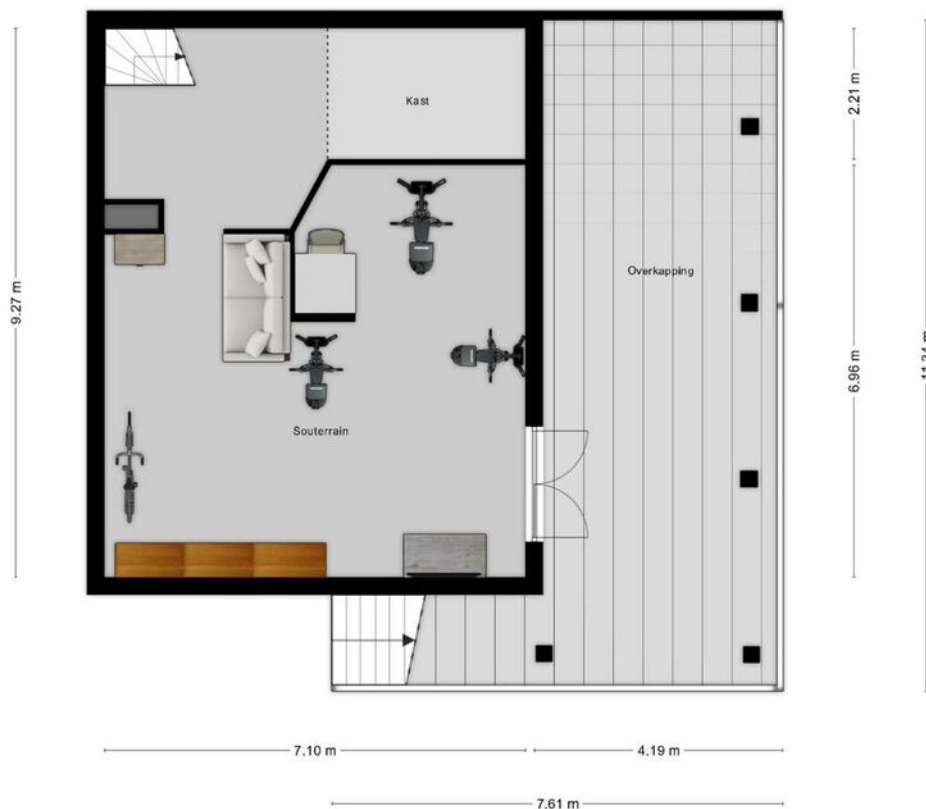 2.21 m
Kast
Overkapping
9.27 m
6.96 m
Souterrain
7.10 m
4.19 m
7.61 m